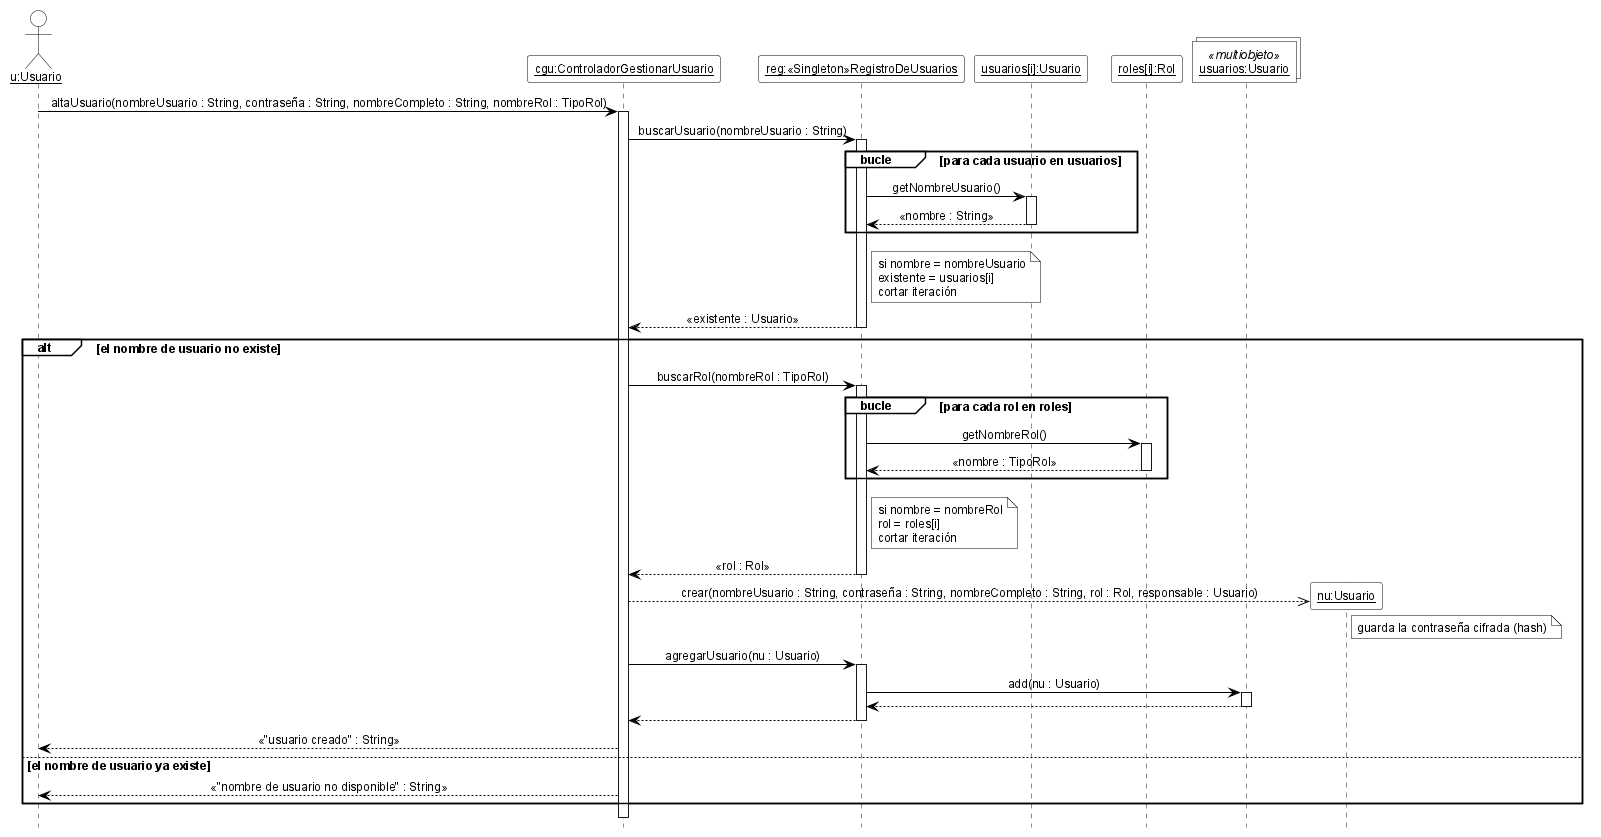 u:Usuario
cgu:ControladorGestionarUsuario
reg:«Singleton»RegistroDeUsuarios
usuarios[i]:Usuario
roles[i]:Rol
«multiobjeto»
usuarios:Usuario
altaUsuario(nombreUsuario : String, contraseña : String, nombreCompleto : String, nombreRol : TipoRol)
buscarUsuario(nombreUsuario : String)
bucle
[para cada usuario en usuarios]
getNombreUsuario()
«nombre : String»
si nombre = nombreUsuario
existente = usuarios[i]
cortar iteración
«existente : Usuario»
alt
[el nombre de usuario no existe]
buscarRol(nombreRol : TipoRol)
bucle
[para cada rol en roles]
getNombreRol()
«nombre : TipoRol»
si nombre = nombreRol
rol = roles[i]
cortar iteración
«rol : Rol»
crear(nombreUsuario : String, contraseña : String, nombreCompleto : String, rol : Rol, responsable : Usuario)
nu:Usuario
guarda la contraseña cifrada (hash)
agregarUsuario(nu : Usuario)
add(nu : Usuario)
«"usuario creado" : String»
[el nombre de usuario ya existe]
«"nombre de usuario no disponible" : String»